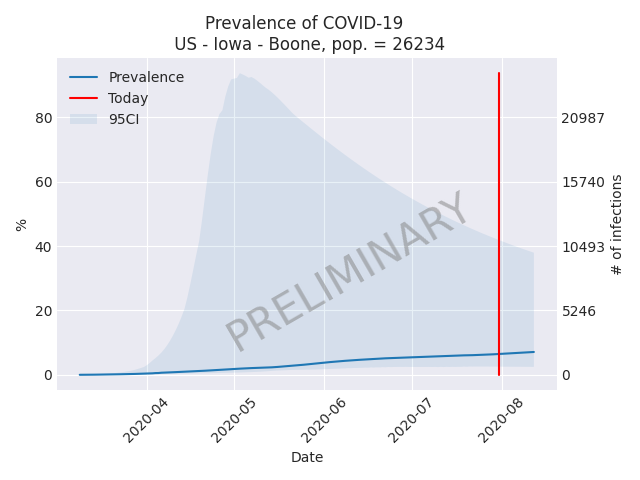 Prevalence of COVID-19
US - Iowa - Boone, pop. = 26234
Prevalence
Today
95CI
%
80
60
40
20
0
20987
15740
10493
5246
0
# of infections
PRELIMINARY
2020-04
2020-05
2020-06
2020-07
2020-08
Date